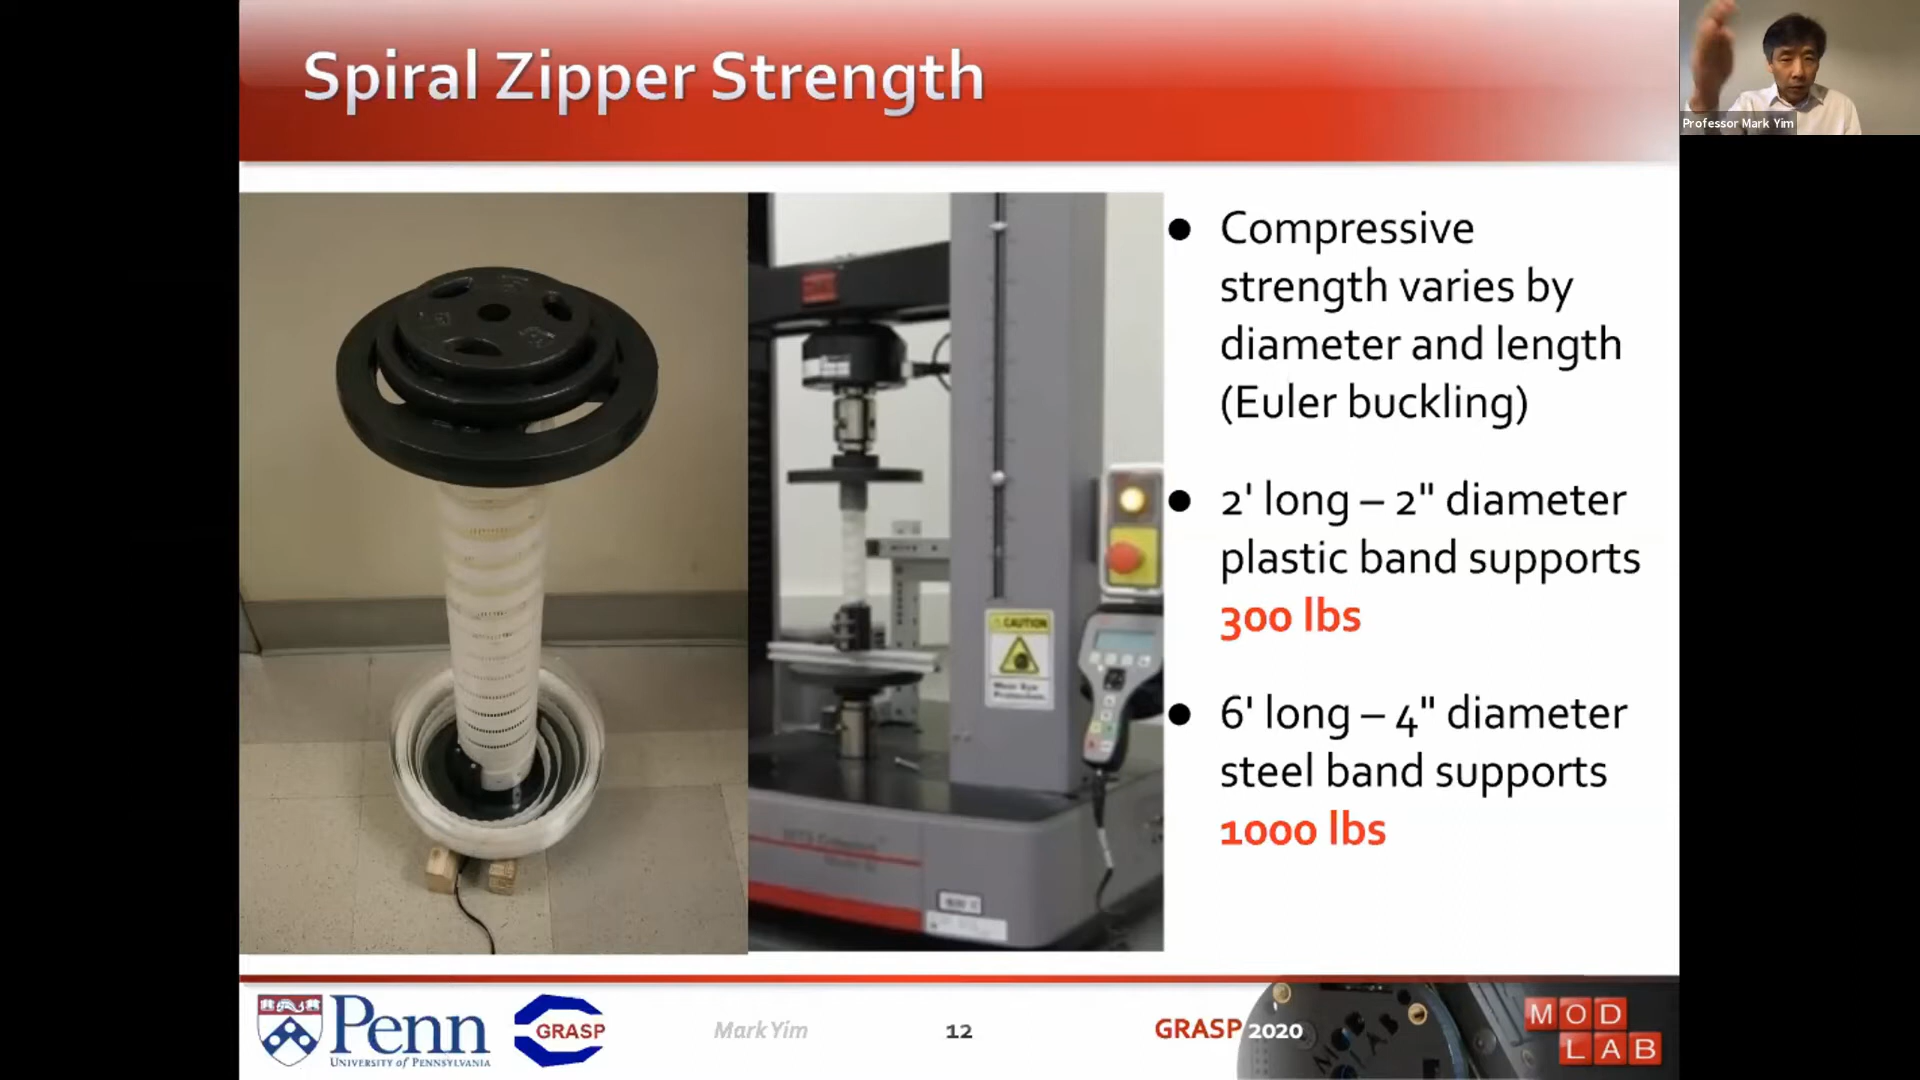 Spiral Zipper Strength
Professor Mark Yim
● Compressive
strength varies by
diameter and length
(Euler buckling)
● 2' long – 2" diameter
plastic band supports
300 lbs
● 6' long – 4" diameter
steel band supports
1000 lbs
CAUTION
Penn
UNIVERSITY of PENNSYLVANIA
GRASP
Mark Yim
12
GRASP 2020
MOD
LAB
MOD
LAB